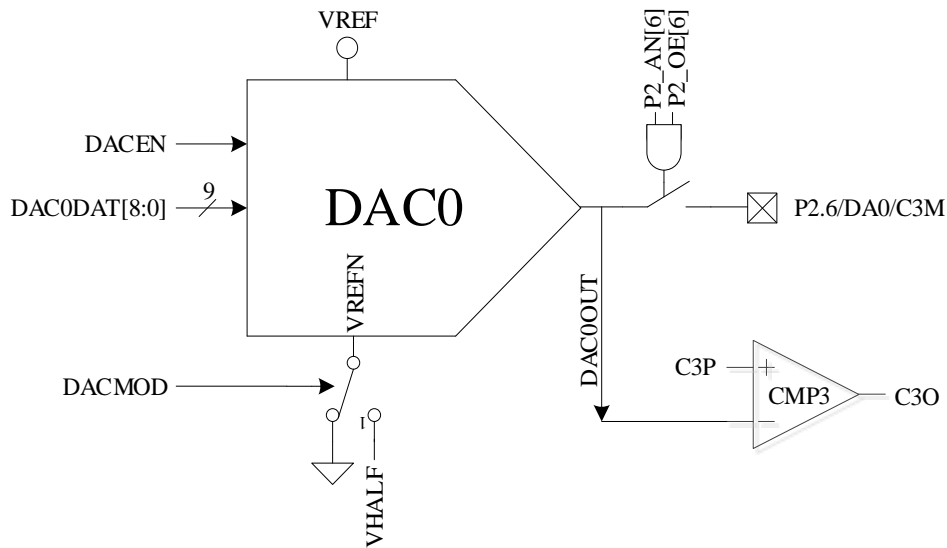 VREF
P2_AN[6]
P2_OE[6]
DACEN
DAC0DAT[8:0]
9
DAC0
P2.6/DA0/C3M
VREFN
DAC0OUT
DACMOD
C3P
+
CMP3
C3O
1
VHALF